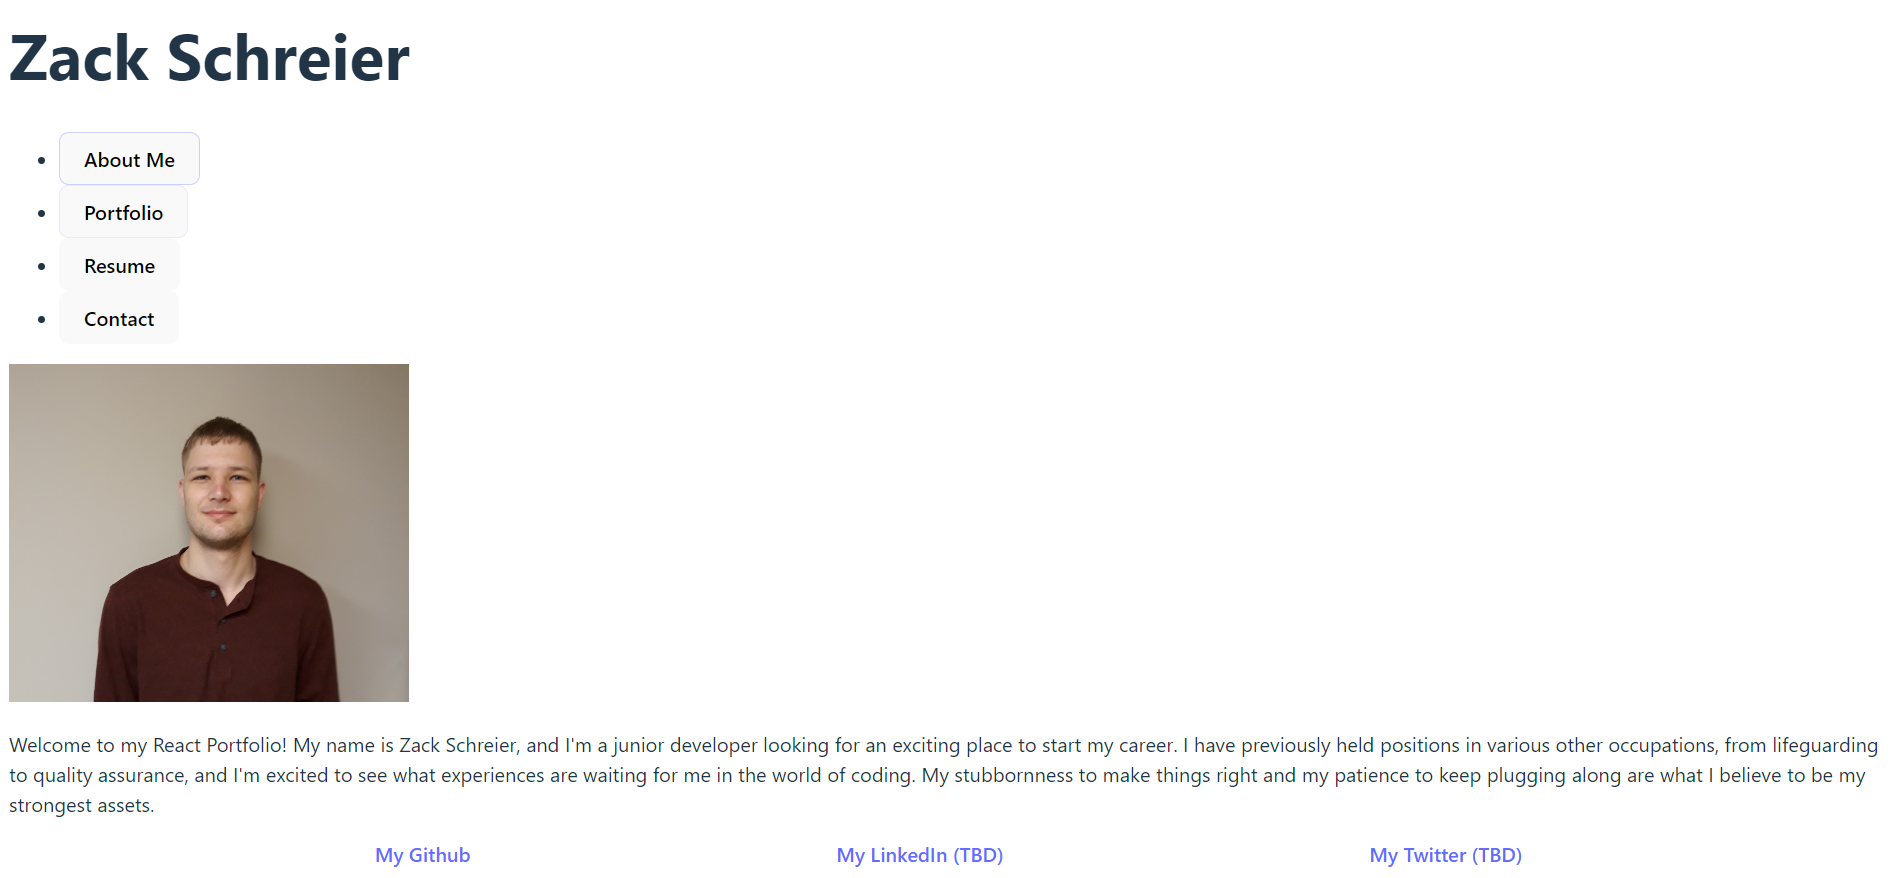 Zack Schreier
About Me
Portfolio
Resume
Contact
Welcome to my React Portfolio! My name is Zack Schreier, and I'm a junior developer looking for an exciting place to start my career. I have previously held positions in various other occupations, from lifeguarding
to quality assurance, and I'm excited to see what experiences are waiting for me in the world of coding. My stubbornness to make things right and my patience to keep plugging along are what I believe to be my
strongest assets.
My Github My LinkedIn (TBD) My Twitter (TBD)